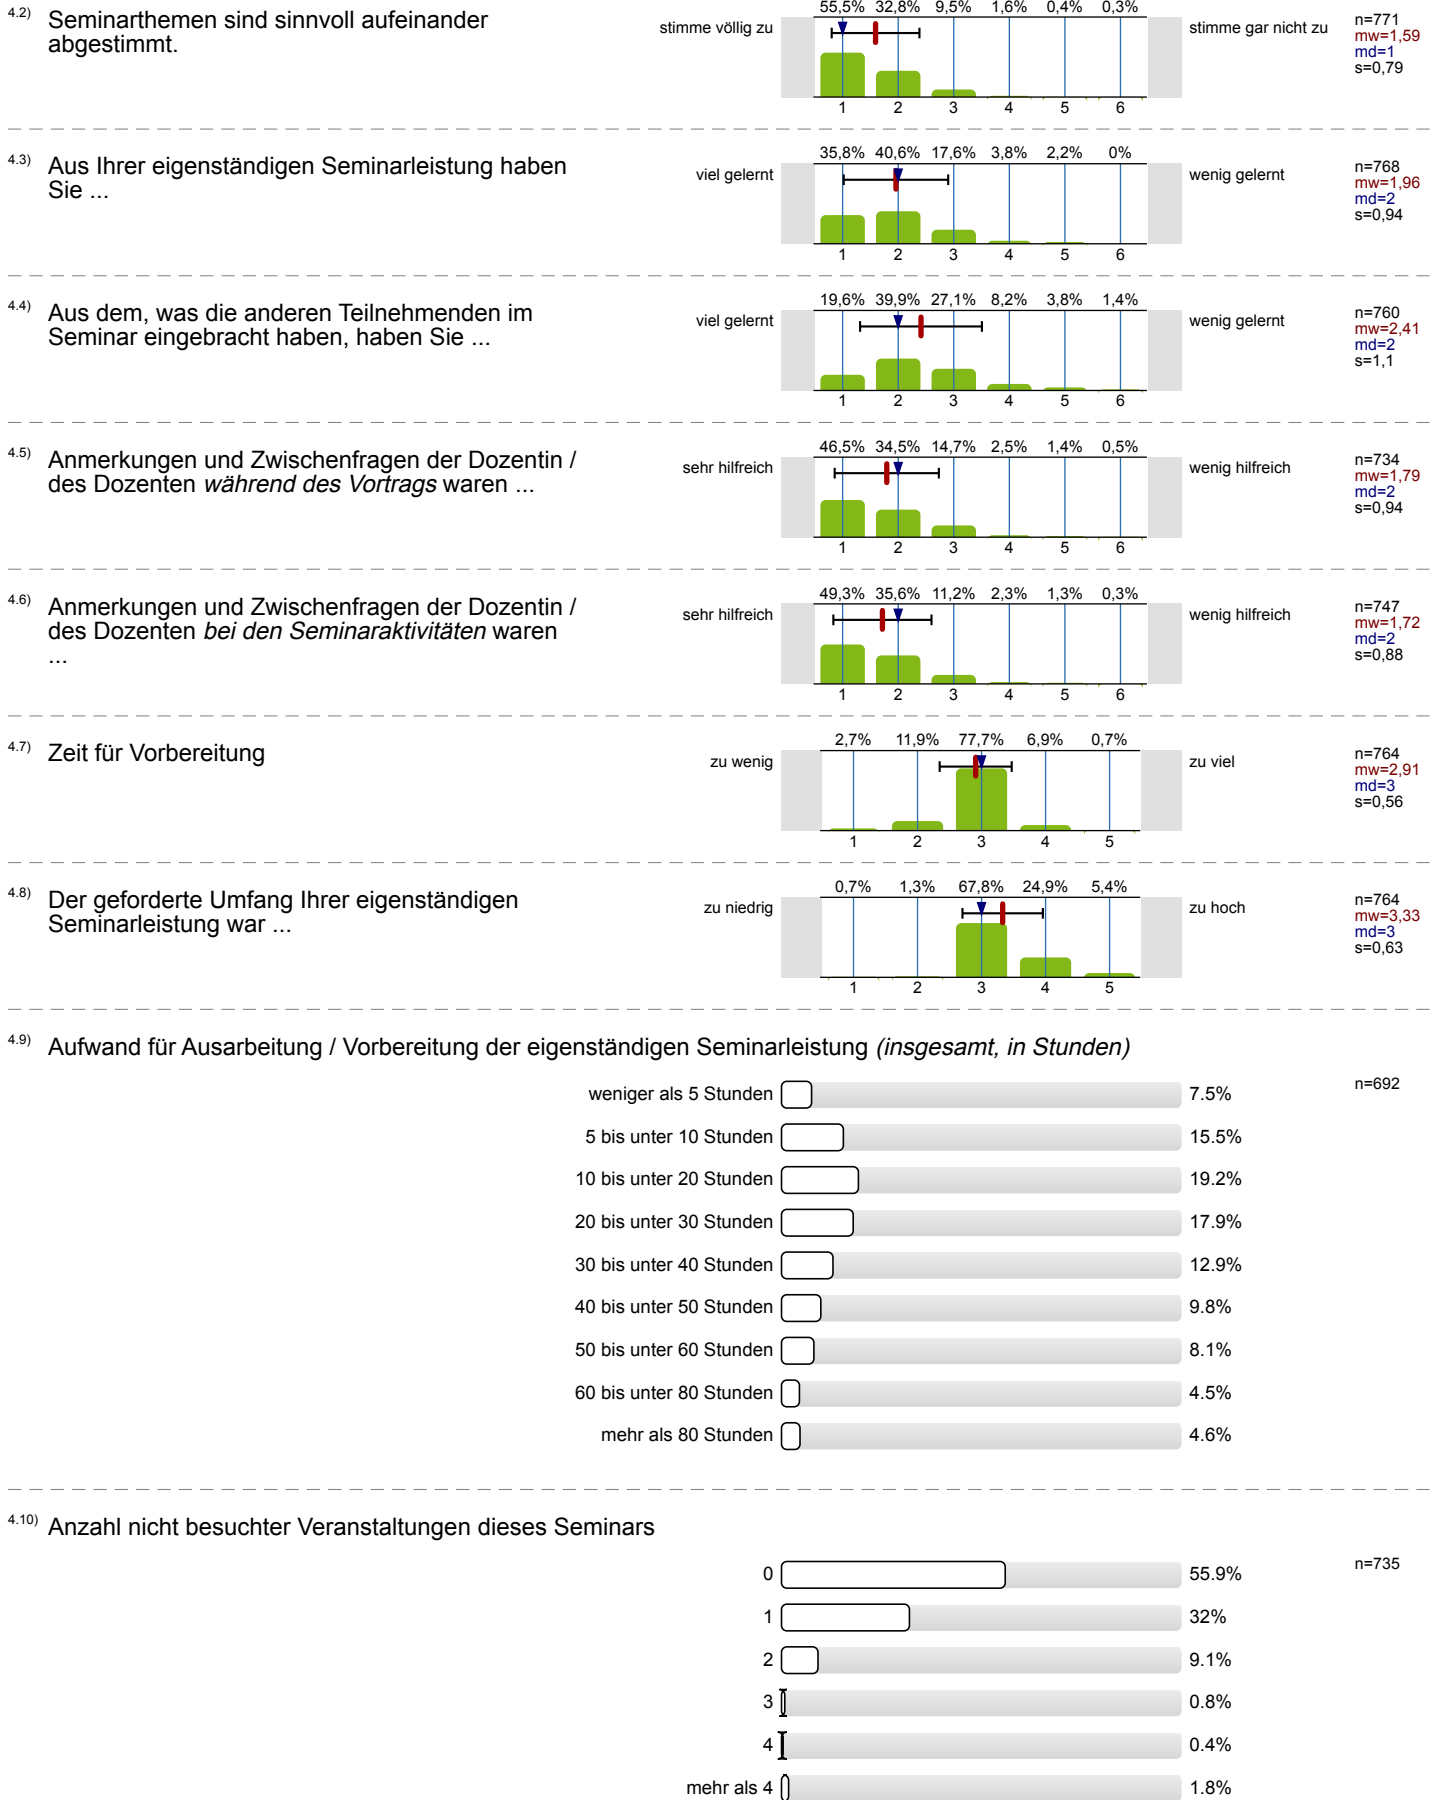 4.2) Seminarthemen sind sinnvoll aufeinander
abgestimmt.
stimme völlig zu
55,5% 32,8% 9,5% 1,6% 0,4% 0,3%
1 2 3 4 5 6
stimme gar nicht zu
n=771
mw=1,59
md=1
s=0,79
4.3) Aus Ihrer eigenständigen Seminarleistung haben
Sie ...
viel gelernt
35,8% 40,6% 17,6% 3,8% 2,2% 0%
1 2 3 4 5 6
wenig gelernt
n=768
mw=1,96
md=2
s=0,94
4.4) Aus dem, was die anderen Teilnehmenden im
Seminar eingebracht haben, haben Sie ...
viel gelernt
19,6% 39,9% 27,1% 8,2% 3,8% 1,4%
1 2 3 4 5 6
wenig gelernt
n=760
mw=2,41
md=2
s=1,1
4.5) Anmerkungen und Zwischenfragen der Dozentin /
des Dozenten während des Vortrags waren ...
sehr hilfreich
46,5% 34,5% 14,7% 2,5% 1,4% 0,5%
1 2 3 4 5 6
wenig hilfreich
n=734
mw=1,79
md=2
s=0,94
4.6) Anmerkungen und Zwischenfragen der Dozentin /
des Dozenten bei den Seminaraktivitäten waren
...
sehr hilfreich
49,3% 35,6% 11,2% 2,3% 1,3% 0,3%
1 2 3 4 5 6
wenig hilfreich
n=747
mw=1,72
md=2
s=0,88
4.7) Zeit für Vorbereitung
zu wenig
2,7% 11,9% 77,7% 6,9% 0,7%
1 2 3 4 5
zu viel
n=764
mw=2,91
md=3
s=0,56
4.8) Der geforderte Umfang Ihrer eigenständigen
Seminarleistung war ...
zu niedrig
0,7% 1,3% 67,8% 24,9% 5,4%
1 2 3 4 5
zu hoch
n=764
mw=3,33
md=3
s=0,63
4.9) Aufwand für Ausarbeitung / Vorbereitung der eigenständigen Seminarleistung (insgesamt, in Stunden)
n=692
weniger als 5 Stunden 7.5%
5 bis unter 10 Stunden 15.5%
10 bis unter 20 Stunden 19.2%
20 bis unter 30 Stunden 17.9%
30 bis unter 40 Stunden 12.9%
40 bis unter 50 Stunden 9.8%
50 bis unter 60 Stunden 8.1%
60 bis unter 80 Stunden 4.5%
mehr als 80 Stunden 4.6%
4.10) Anzahl nicht besuchter Veranstaltungen dieses Seminars
n=735
0 55.9%
1 32%
2 9.1%
3 0.8%
4 0.4%
mehr als 4 1.8%